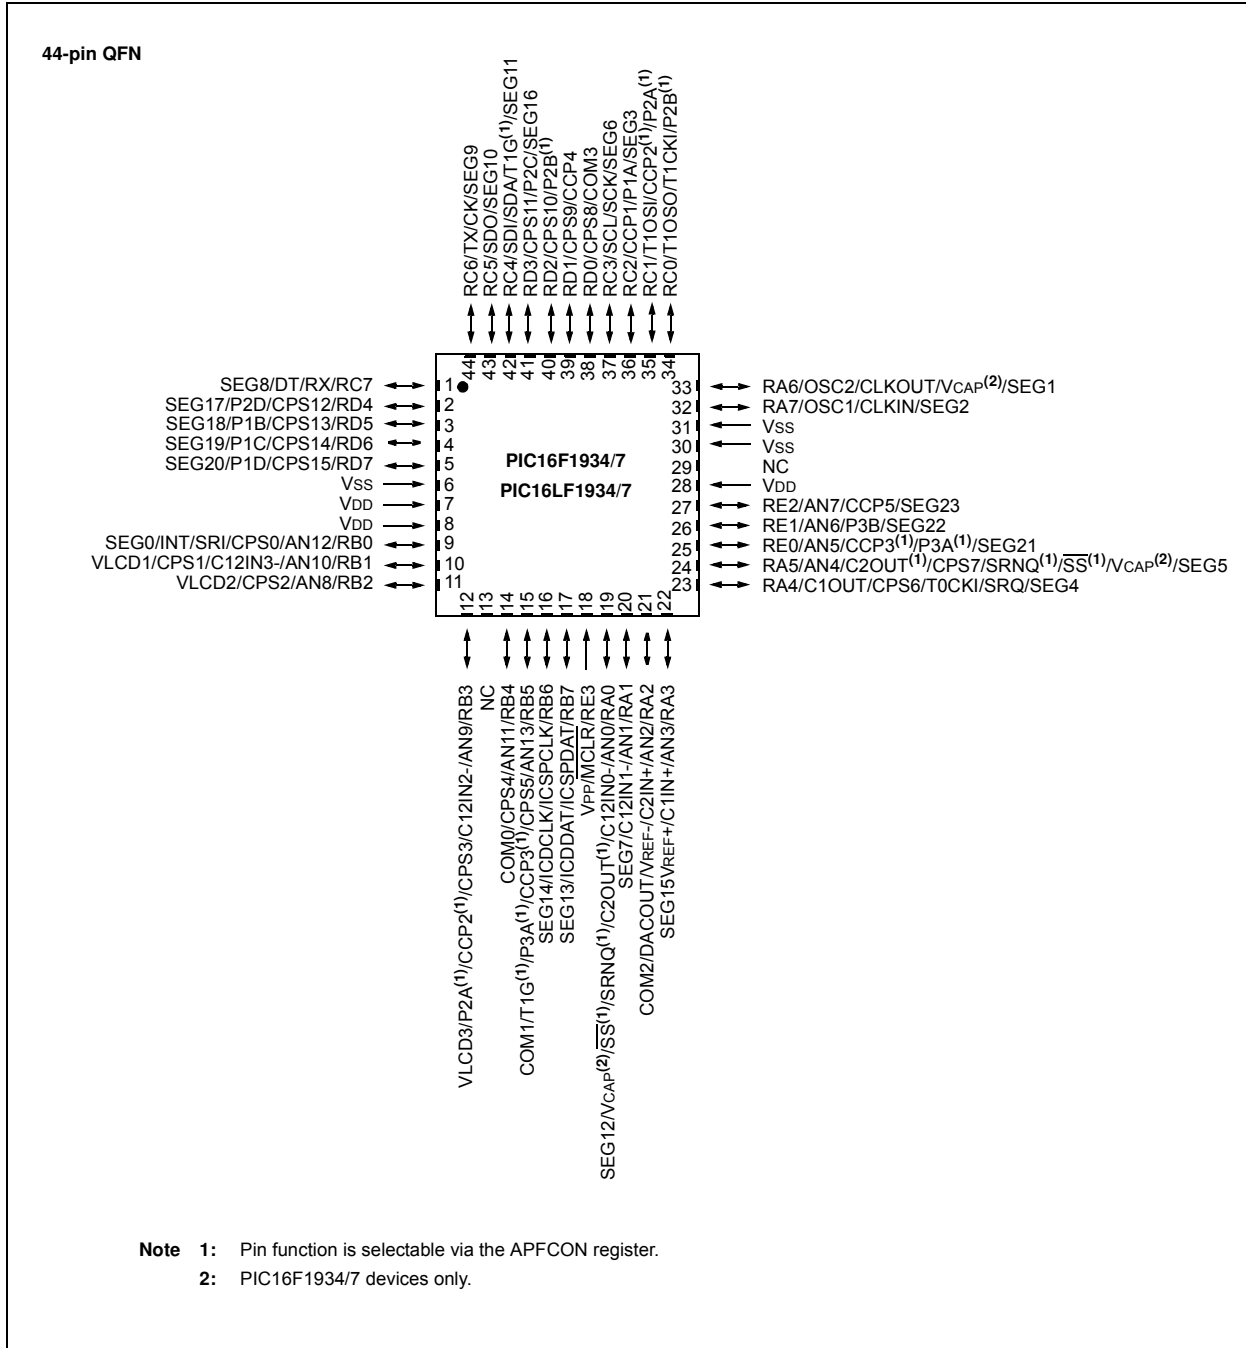 44-pin QFN
RC6/TX/CK/SEG9
RC5/SDO/SEG10
RC4/SDI/SDA/T1G(1)/SEG11
RD3/CPS11/P2C/SEG16
RD2/CPS10/P2B(1)
RD1/CPS9/CCP4
RD0/CPS8/COM3
RC3/SCL/SCK/SEG6
RC2/CCP1/P1A/SEG3
RC1/T1OSI/CCP2(1)/P2A(1)
RC0/T1OSO/T1CKI/P2B(1)
44
43
42
41
40
39
38
37
36
35
34
SEG8/DT/RX/RC7 1
SEG17/P2D/CPS12/RD4 2
SEG18/P1B/CPS13/RD5 3
SEG19/P1C/CPS14/RD6 4
SEG20/P1D/CPS15/RD7 5
VSS 6
VDD 7
VDD 8
SEG0/INT/SRI/CPS0/AN12/RB0 9
VLCD1/CPS1/C12IN3-/AN10/RB1 10
VLCD2/CPS2/AN8/RB2 11
PIC16F1934/7
PIC16LF1934/7
33 RA6/OSC2/CLKOUT/VCAP(2)/SEG1
32 RA7/OSC1/CLKIN/SEG2
31 VSS
30 VSS
29 NC
28 VDD
27 RE2/AN7/CCP5/SEG23
26 RE1/AN6/P3B/SEG22
25 RE0/AN5/CCP3(1)/P3A(1)/SEG21
24 RA5/AN4/C2OUT(1)/CPS7/SRNQ(1)/SS(1)/VCAP(2)/SEG5
23 RA4/C1OUT/CPS6/T0CKI/SRQ/SEG4
12
13
14
15
16
17
18
19
20
21
22
VLCD3/P2A(1)/CCP2(1)/CPS3/C12IN2-/AN9/RB3
NC
COM0/CPS4/AN11/RB4
COM1/T1G(1)/P3A(1)/CCP3(1)/CPS5/AN13/RB5
SEG14/ICDCLK/ICSPCLK/RB6
SEG13/ICDDAT/ICSPDAT/RB7
VPP/MCLR/RE3
SEG12/VCAP(2)/SS(1)/SRNQ(1)/C2OUT(1)/C12IN0-/AN0/RA0
SEG7/C12IN1-/AN1/RA1
COM2/DACOUT/VREF-/C2IN+/AN2/RA2
SEG15VREF+/C1IN+/AN3/RA3
Note 1: Pin function is selectable via the APFCON register.
2: PIC16F1934/7 devices only.